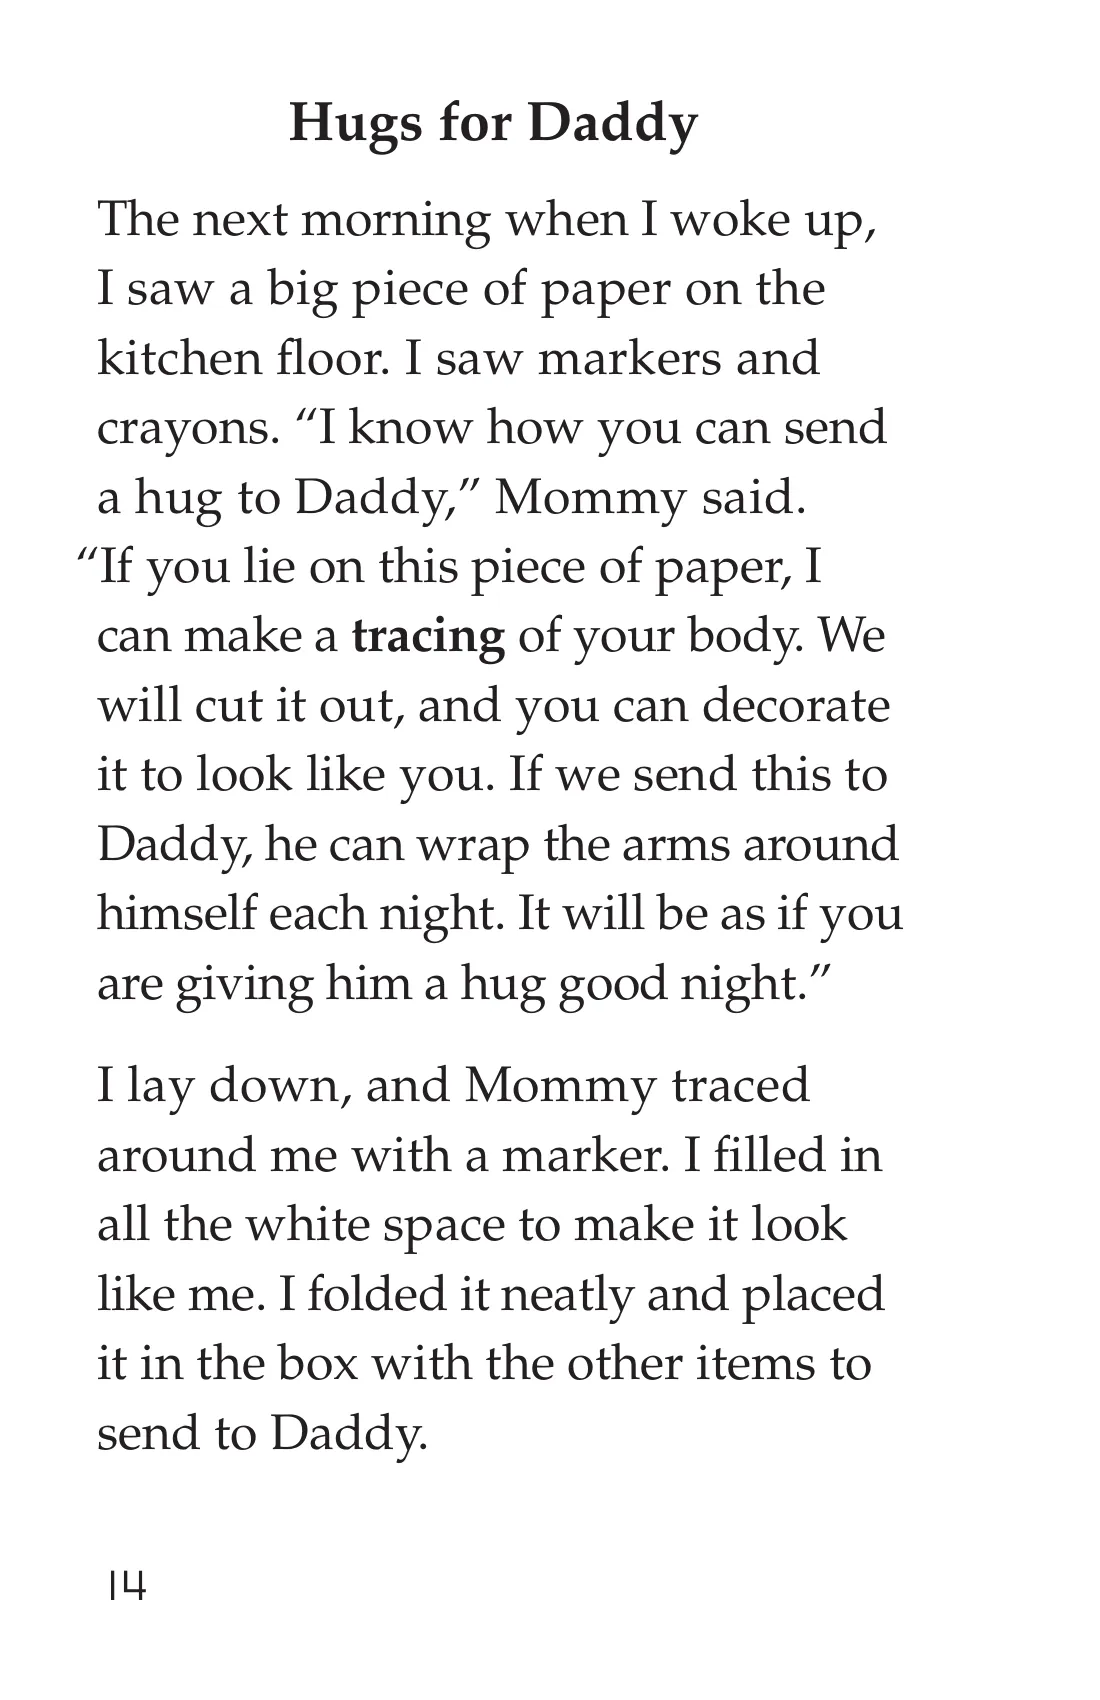 Hugs for Daddy
The next morning when I woke up,
I saw a big piece of paper on the
kitchen floor. I saw markers and
crayons. “I know how you can send
a hug to Daddy,” Mommy said.
“If you lie on this piece of paper, I
can make a tracing of your body. We
will cut it out, and you can decorate
it to look like you. If we send this to
Daddy, he can wrap the arms around
himself each night. It will be as if you
are giving him a hug good night.”
I lay down, and Mommy traced
around me with a marker. I filled in
all the white space to make it look
like me. I folded it neatly and placed
it in the box with the other items to
send to Daddy.
14